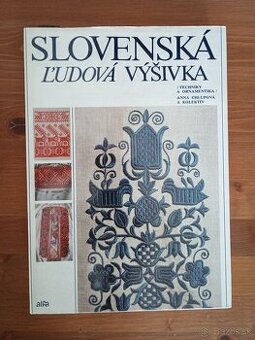 SLOVENSKÁ
ĽUDOVÁ VÝŠIVKA
/TECHNIKY
A ORNAMENTIKA/
ANNA CHLUPOVÁ
A KOLEKTÍV
alfa